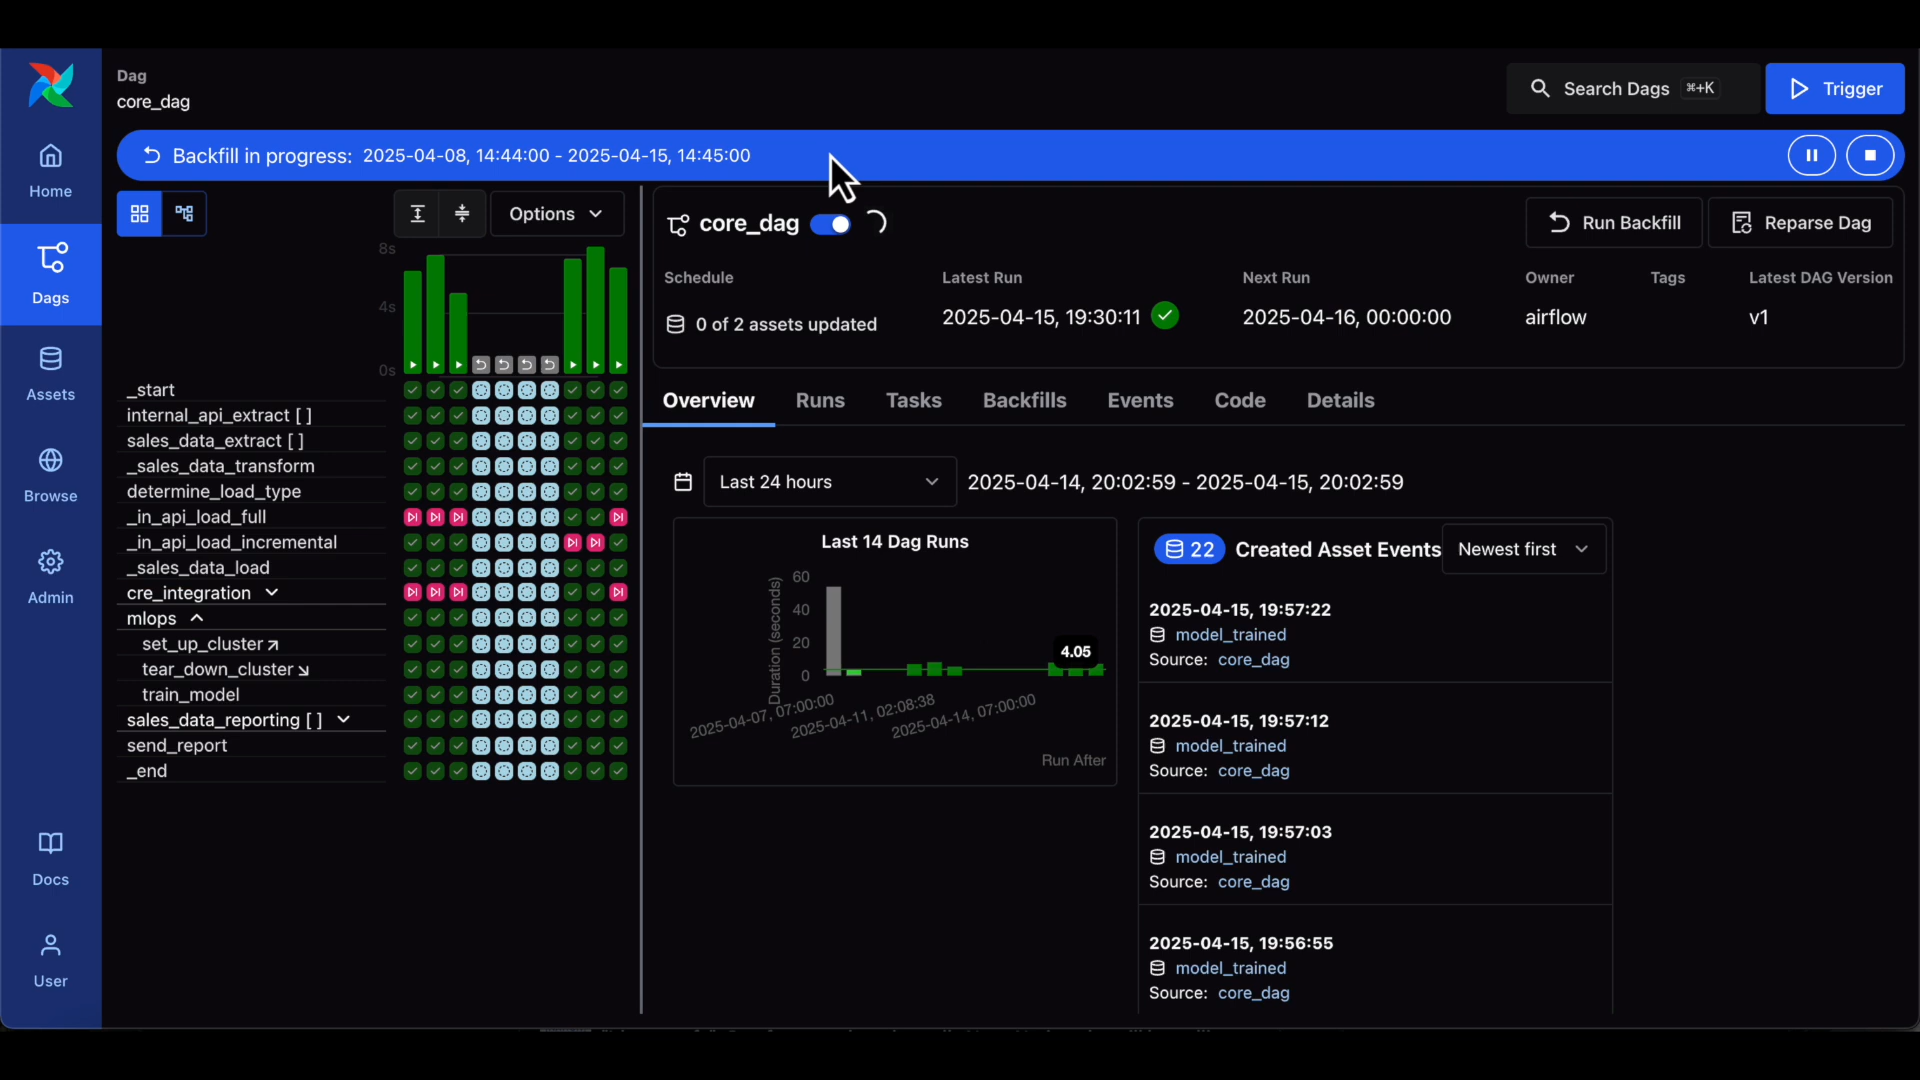 Dag
core_dag
Search Dags ⌘+K
Trigger
Backfill in progress: 2025-04-08, 14:44:00 - 2025-04-15, 14:45:00
Home
Dags
Assets
Browse
Admin
Docs
User
Options
8s
4s
0s
_start
internal_api_extract [ ]
sales_data_extract [ ]
_sales_data_transform
determine_load_type
_in_api_load_full
_in_api_load_incremental
_sales_data_load
cre_integration
mlops
set_up_cluster
tear_down_cluster
train_model
sales_data_reporting [ ]
send_report
_end
core_dag
Run Backfill
Reparse Dag
Schedule
0 of 2 assets updated
Latest Run
2025-04-15, 19:30:11
Next Run
2025-04-16, 00:00:00
Owner
airflow
Tags
Latest DAG Version
v1
Overview
Runs
Tasks
Backfills
Events
Code
Details
Last 24 hours
2025-04-14, 20:02:59 - 2025-04-15, 20:02:59
Last 14 Dag Runs
Duration (seconds)
60
40
20
0
4.05
2025-04-07, 07:00:00
2025-04-11, 02:08:38
2025-04-14, 07:00:00
Run After
22 Created Asset Events
Newest first
2025-04-15, 19:57:22
model_trained
Source: core_dag
2025-04-15, 19:57:12
model_trained
Source: core_dag
2025-04-15, 19:57:03
model_trained
Source: core_dag
2025-04-15, 19:56:55
model_trained
Source: core_dag